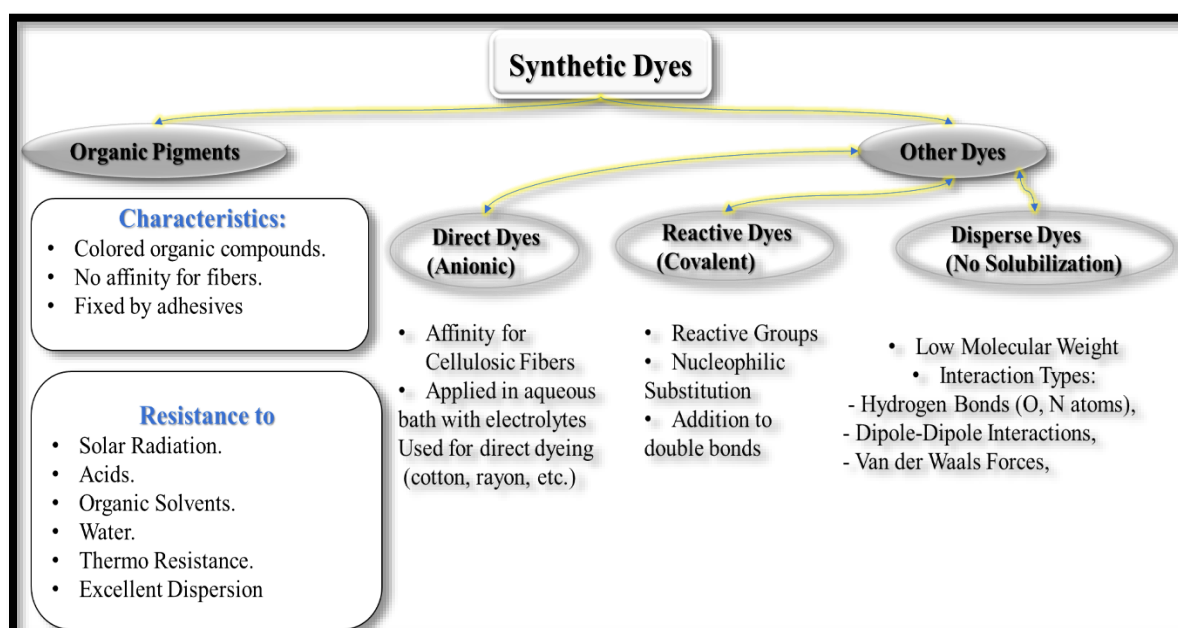 Synthetic Dyes
Organic Pigments
Other Dyes
Characteristics:
• Colored organic compounds.
• No affinity for fibers.
• Fixed by adhesives
Resistance to
• Solar Radiation.
• Acids.
• Organic Solvents.
• Water.
• Thermo Resistance.
• Excellent Dispersion
Direct Dyes
(Anionic)
• Affinity for
Cellulosic Fibers
• Applied in aqueous
bath with electrolytes
Used for direct dyeing
(cotton, rayon, etc.)
Reactive Dyes
(Covalent)
• Reactive Groups
• Nucleophilic
Substitution
• Addition to
double bonds
Disperse Dyes
(No Solubilization)
• Low Molecular Weight
• Interaction Types:
- Hydrogen Bonds (O, N atoms),
- Dipole-Dipole Interactions,
- Van der Waals Forces,